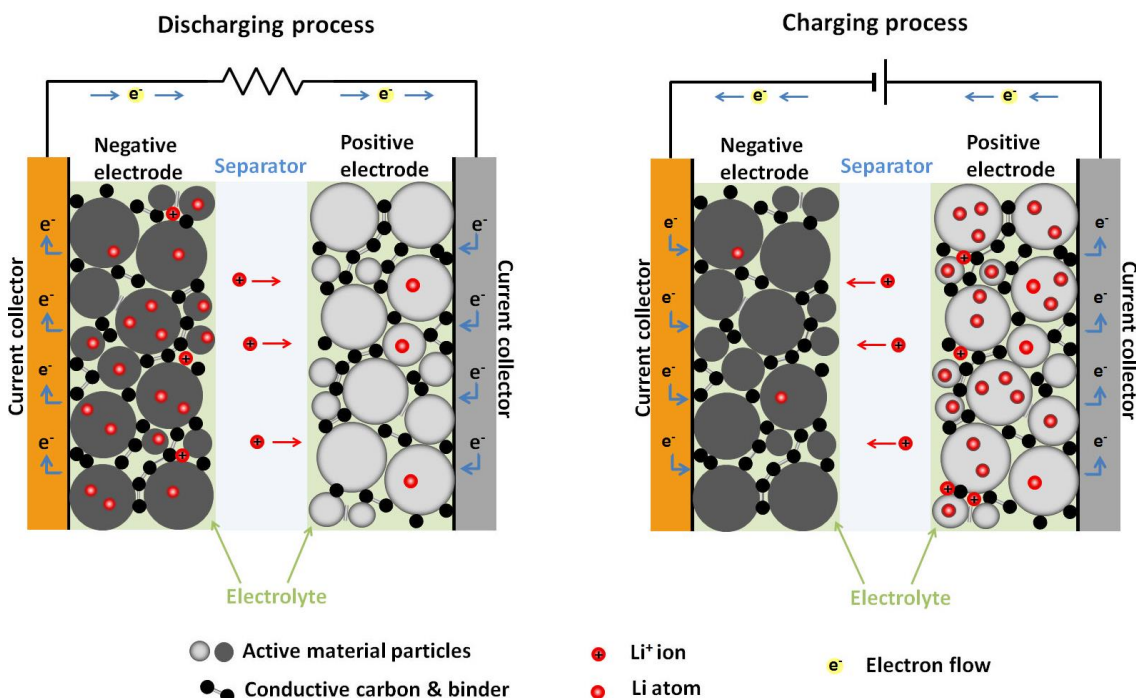 Discharging process
e-
e-
Negative
electrode
Separator
Positive
electrode
Current collector
e-
e-
e-
e-
+
+
+
+
+
+
e-
e-
e-
e-
Current collector
Electrolyte
Charging process
e-
e-
Negative
electrode
Separator
Positive
electrode
Current collector
e-
e-
e-
e-
+
+
+
+
+
+
+
e-
e-
e-
e-
Current collector
Electrolyte
Active material particles
Conductive carbon & binder
+
Li+ ion
Li atom
e-
Electron flow